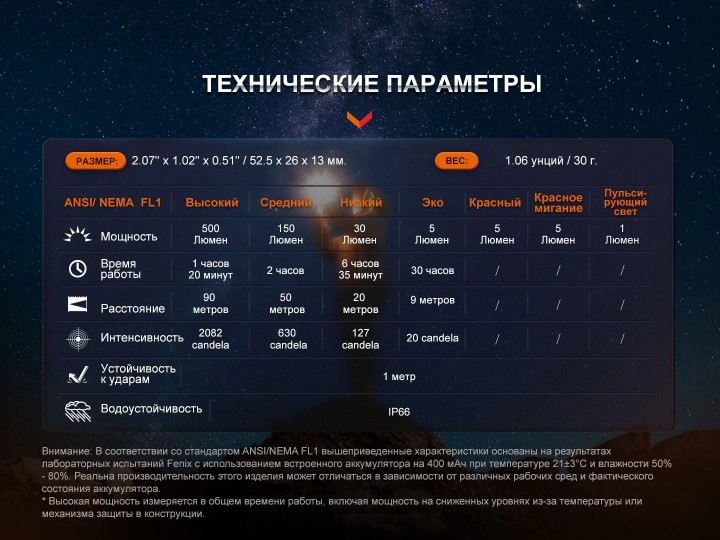 ТЕХНИЧЕСКИЕ ПАРАМЕТРЫ
РАЗМЕР: 2.07" x 1.02" x 0.51" / 52.5 x 26 x 13 мм. ВЕС: 1.06 унций / 30 г.
ANSI/ NEMA FL1 Высокий Средний Низкий Эко Красный Красное мигание Пульси-рующий свет
Мощность 500 Люмен 150 Люмен 30 Люмен 5 Люмен 5 Люмен 5 Люмен 1 Люмен
Время работы 1 часов 20 минут 2 часов 6 часов 35 минут 30 часов / / /
Расстояние 90 метров 50 метров 20 метров 9 метров / / /
Интенсивность 2082 candela 630 candela 127 candela 20 candela / / /
Устойчивость к ударам 1 метр
Водоустойчивость IP66
Внимание: В соответствии со стандартом ANSI/NEMA FL1 вышеприведенные характеристики основаны на результатах
лабораторных испытаний Fenix с использованием встроенного аккумулятора на 400 мАч при температуре 21±3°C и влажности 50%
- 80%. Реальна производительность этого изделия может отличаться в зависимости от различных рабочих сред и фактического
состояния аккумулятора.
* Высокая мощность измеряется в общем времени работы, включая мощность на сниженных уровнях из-за температуры или
механизма защиты в конструкции.